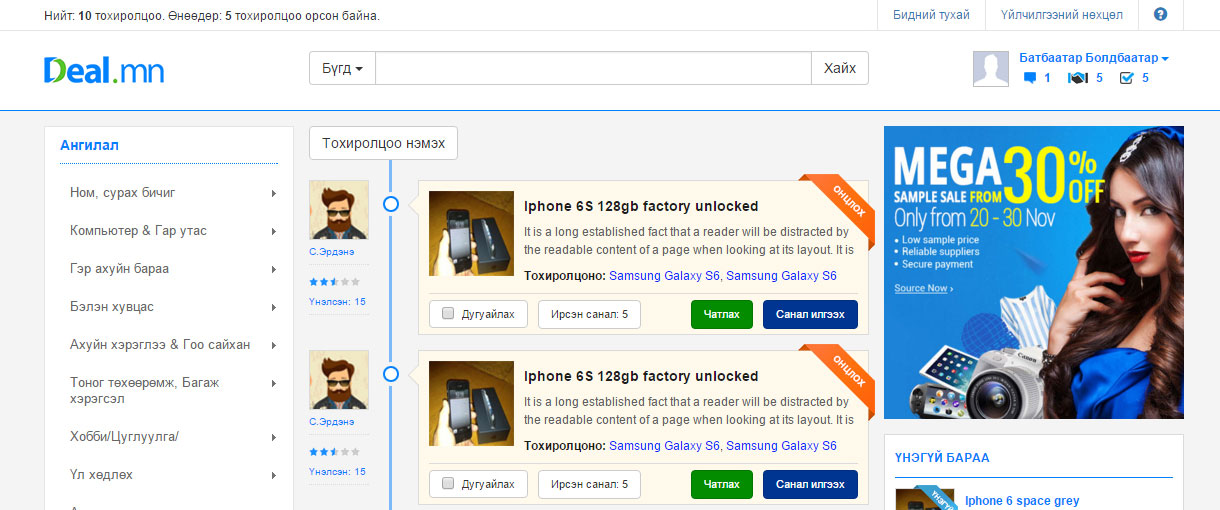 Нийт: 10 тохиролцоо. Өнөөдөр: 5 тохиролцоо орсон байна.
Бидний тухай
Үйлчилгээний нөхцөл
Deal.mn
Бүгд
Хайх
Батбаатар Болдбаатар
1 5 5
Ангилал
Ном, сурах бичиг
Компьютер & Гар утас
Гэр ахуйн бараа
Бэлэн хувцас
Ахуйн хэрэглээ & Гоо сайхан
Тоног төхөөрөмж, Багаж
хэрэгсэл
Хобби/Цуглуулга/
Үл хөдлөх
Тохиролцоо нэмэх
С.Эрдэнэ
Үнэлсэн: 15
ОНЦЛОХ
Iphone 6S 128gb factory unlocked
It is a long established fact that a reader will be distracted by
the readable content of a page when looking at its layout. It is
Тохиролцоно: Samsung Galaxy S6, Samsung Galaxy S6
Дугуайлах
Ирсэн санал: 5
Чатлах
Санал илгээх
С.Эрдэнэ
Үнэлсэн: 15
ОНЦЛОХ
Iphone 6S 128gb factory unlocked
It is a long established fact that a reader will be distracted by
the readable content of a page when looking at its layout. It is
Тохиролцоно: Samsung Galaxy S6, Samsung Galaxy S6
Дугуайлах
Ирсэн санал: 5
Чатлах
Санал илгээх
MEGA 30% OFF
SAMPLE SALE FROM
Only from 20 - 30 Nov
• Low sample price
• Reliable suppliers
• Secure payment
Source Now ›
Canon
ҮНЭГҮЙ БАРАА
ҮНЭГҮЙ
Iphone 6 space grey